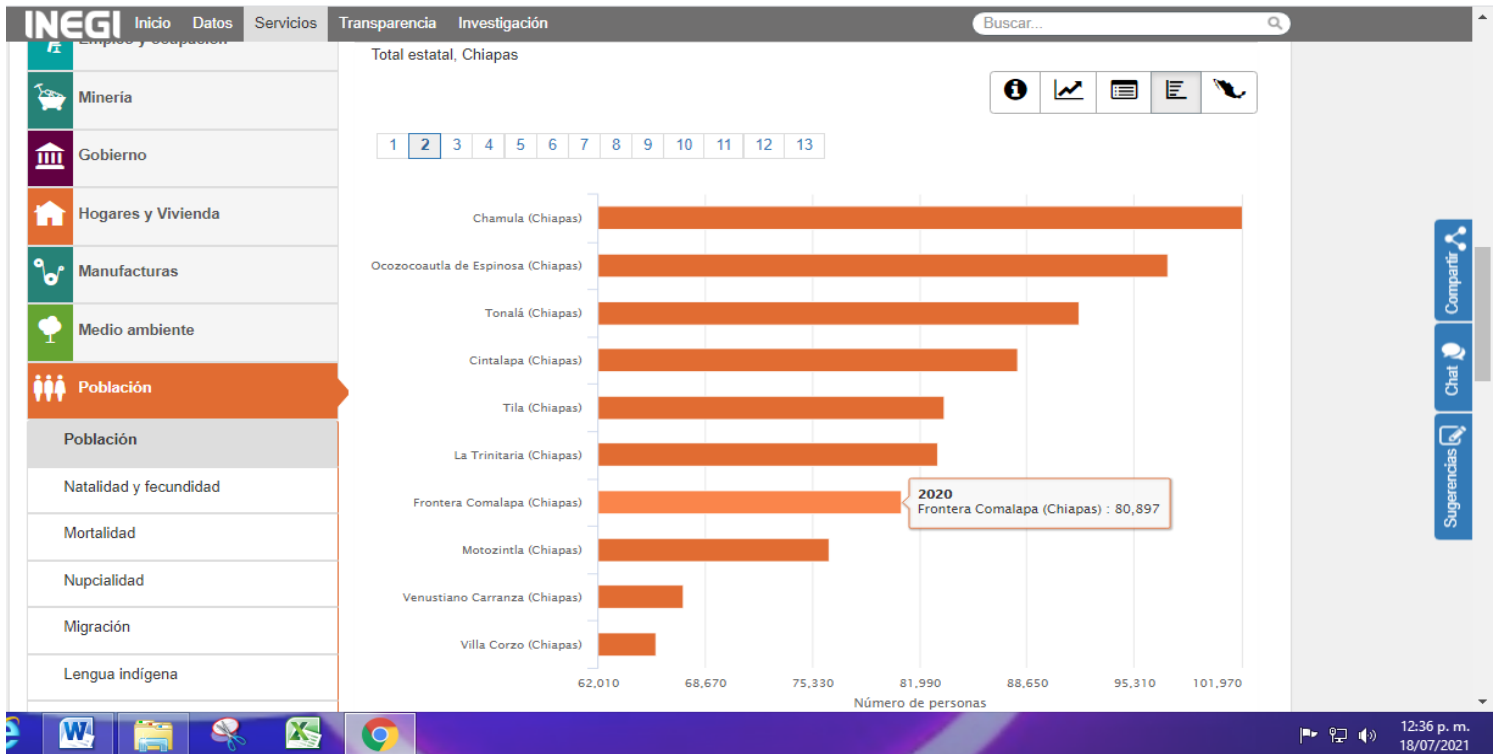 INEGI Inicio Datos Servicios Transparencia Investigación Buscar...
Empleo y ocupación
Minería
Gobierno
Hogares y Vivienda
Manufacturas
Medio ambiente
Población
Población
Natalidad y fecundidad
Mortalidad
Nupcialidad
Migración
Lengua indígena
Total estatal, Chiapas
1 2 3 4 5 6 7 8 9 10 11 12 13
Chamula (Chiapas)
Ocozocoautla de Espinosa (Chiapas)
Tonalá (Chiapas)
Cintalapa (Chiapas)
Tila (Chiapas)
La Trinitaria (Chiapas)
Frontera Comalapa (Chiapas)
2020
Frontera Comalapa (Chiapas) : 80,897
Motozintla (Chiapas)
Venustiano Carranza (Chiapas)
Villa Corzo (Chiapas)
62,010 68,670 75,330 81,990 88,650 95,310 101,970
Número de personas
Compartir
Chat
Sugerencias
12:36 p. m.
18/07/2021